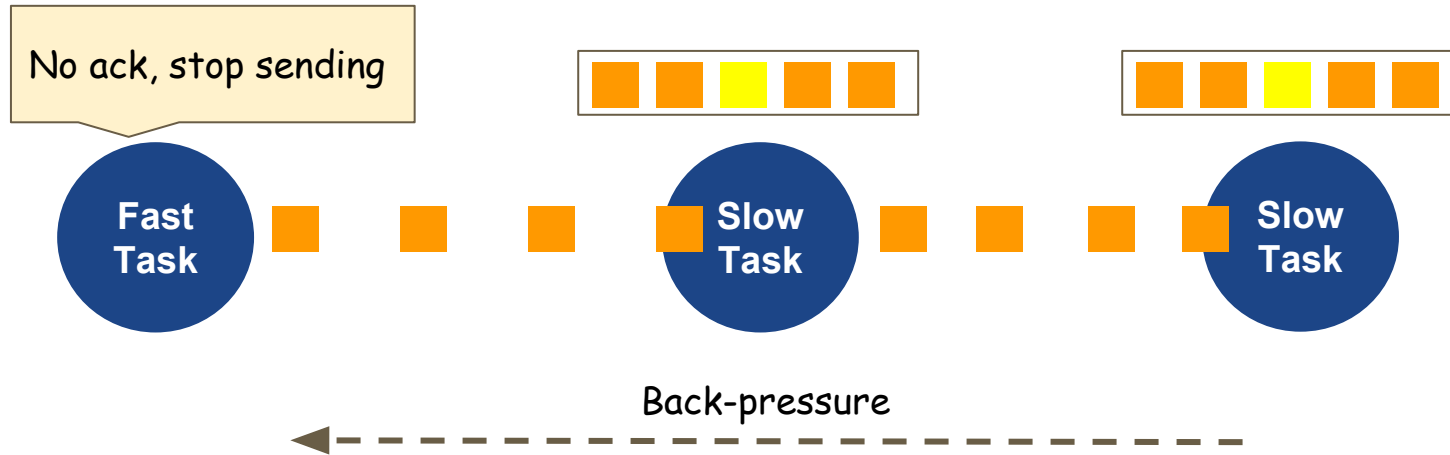 No ack, stop sending
Fast
Task
Slow
Task
Slow
Task
Back-pressure